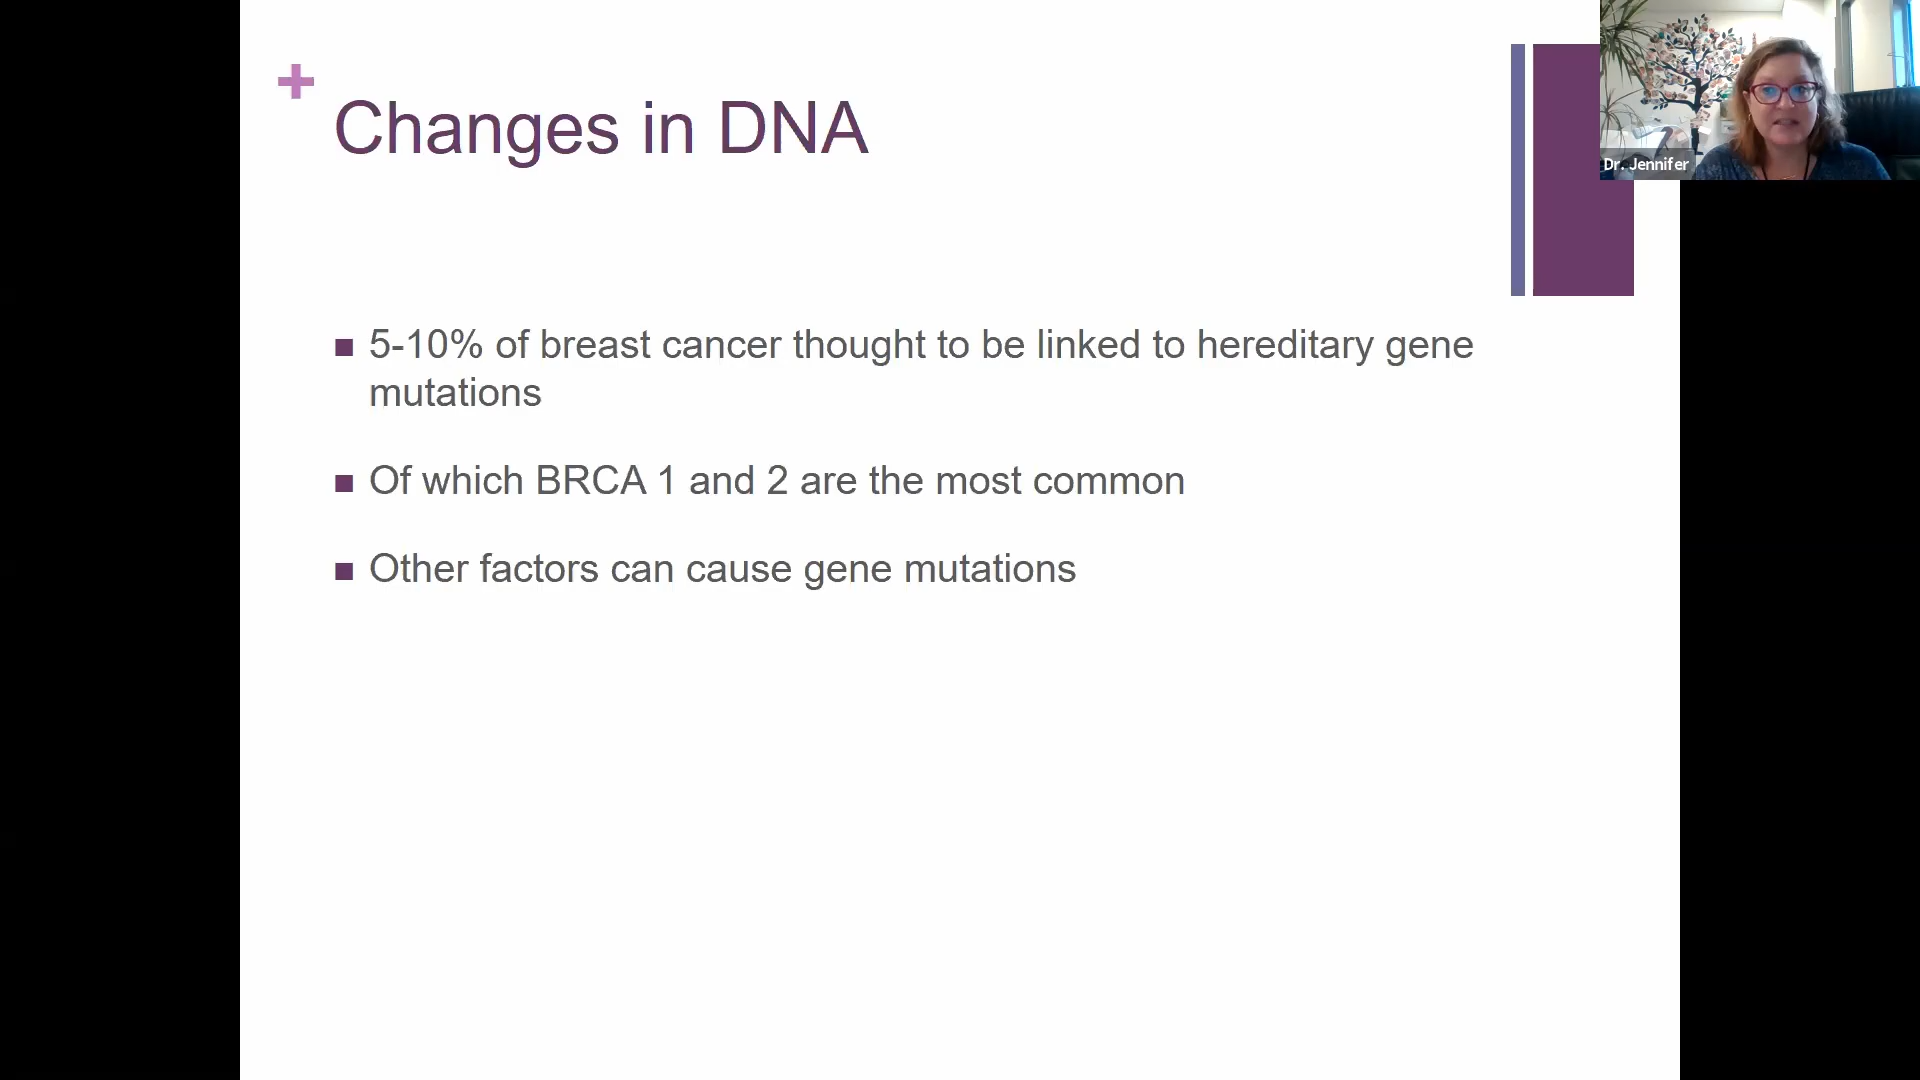 Changes in DNA
5-10% of breast cancer thought to be linked to hereditary gene
mutations
Of which BRCA 1 and 2 are the most common
Other factors can cause gene mutations
Dr. Jennifer